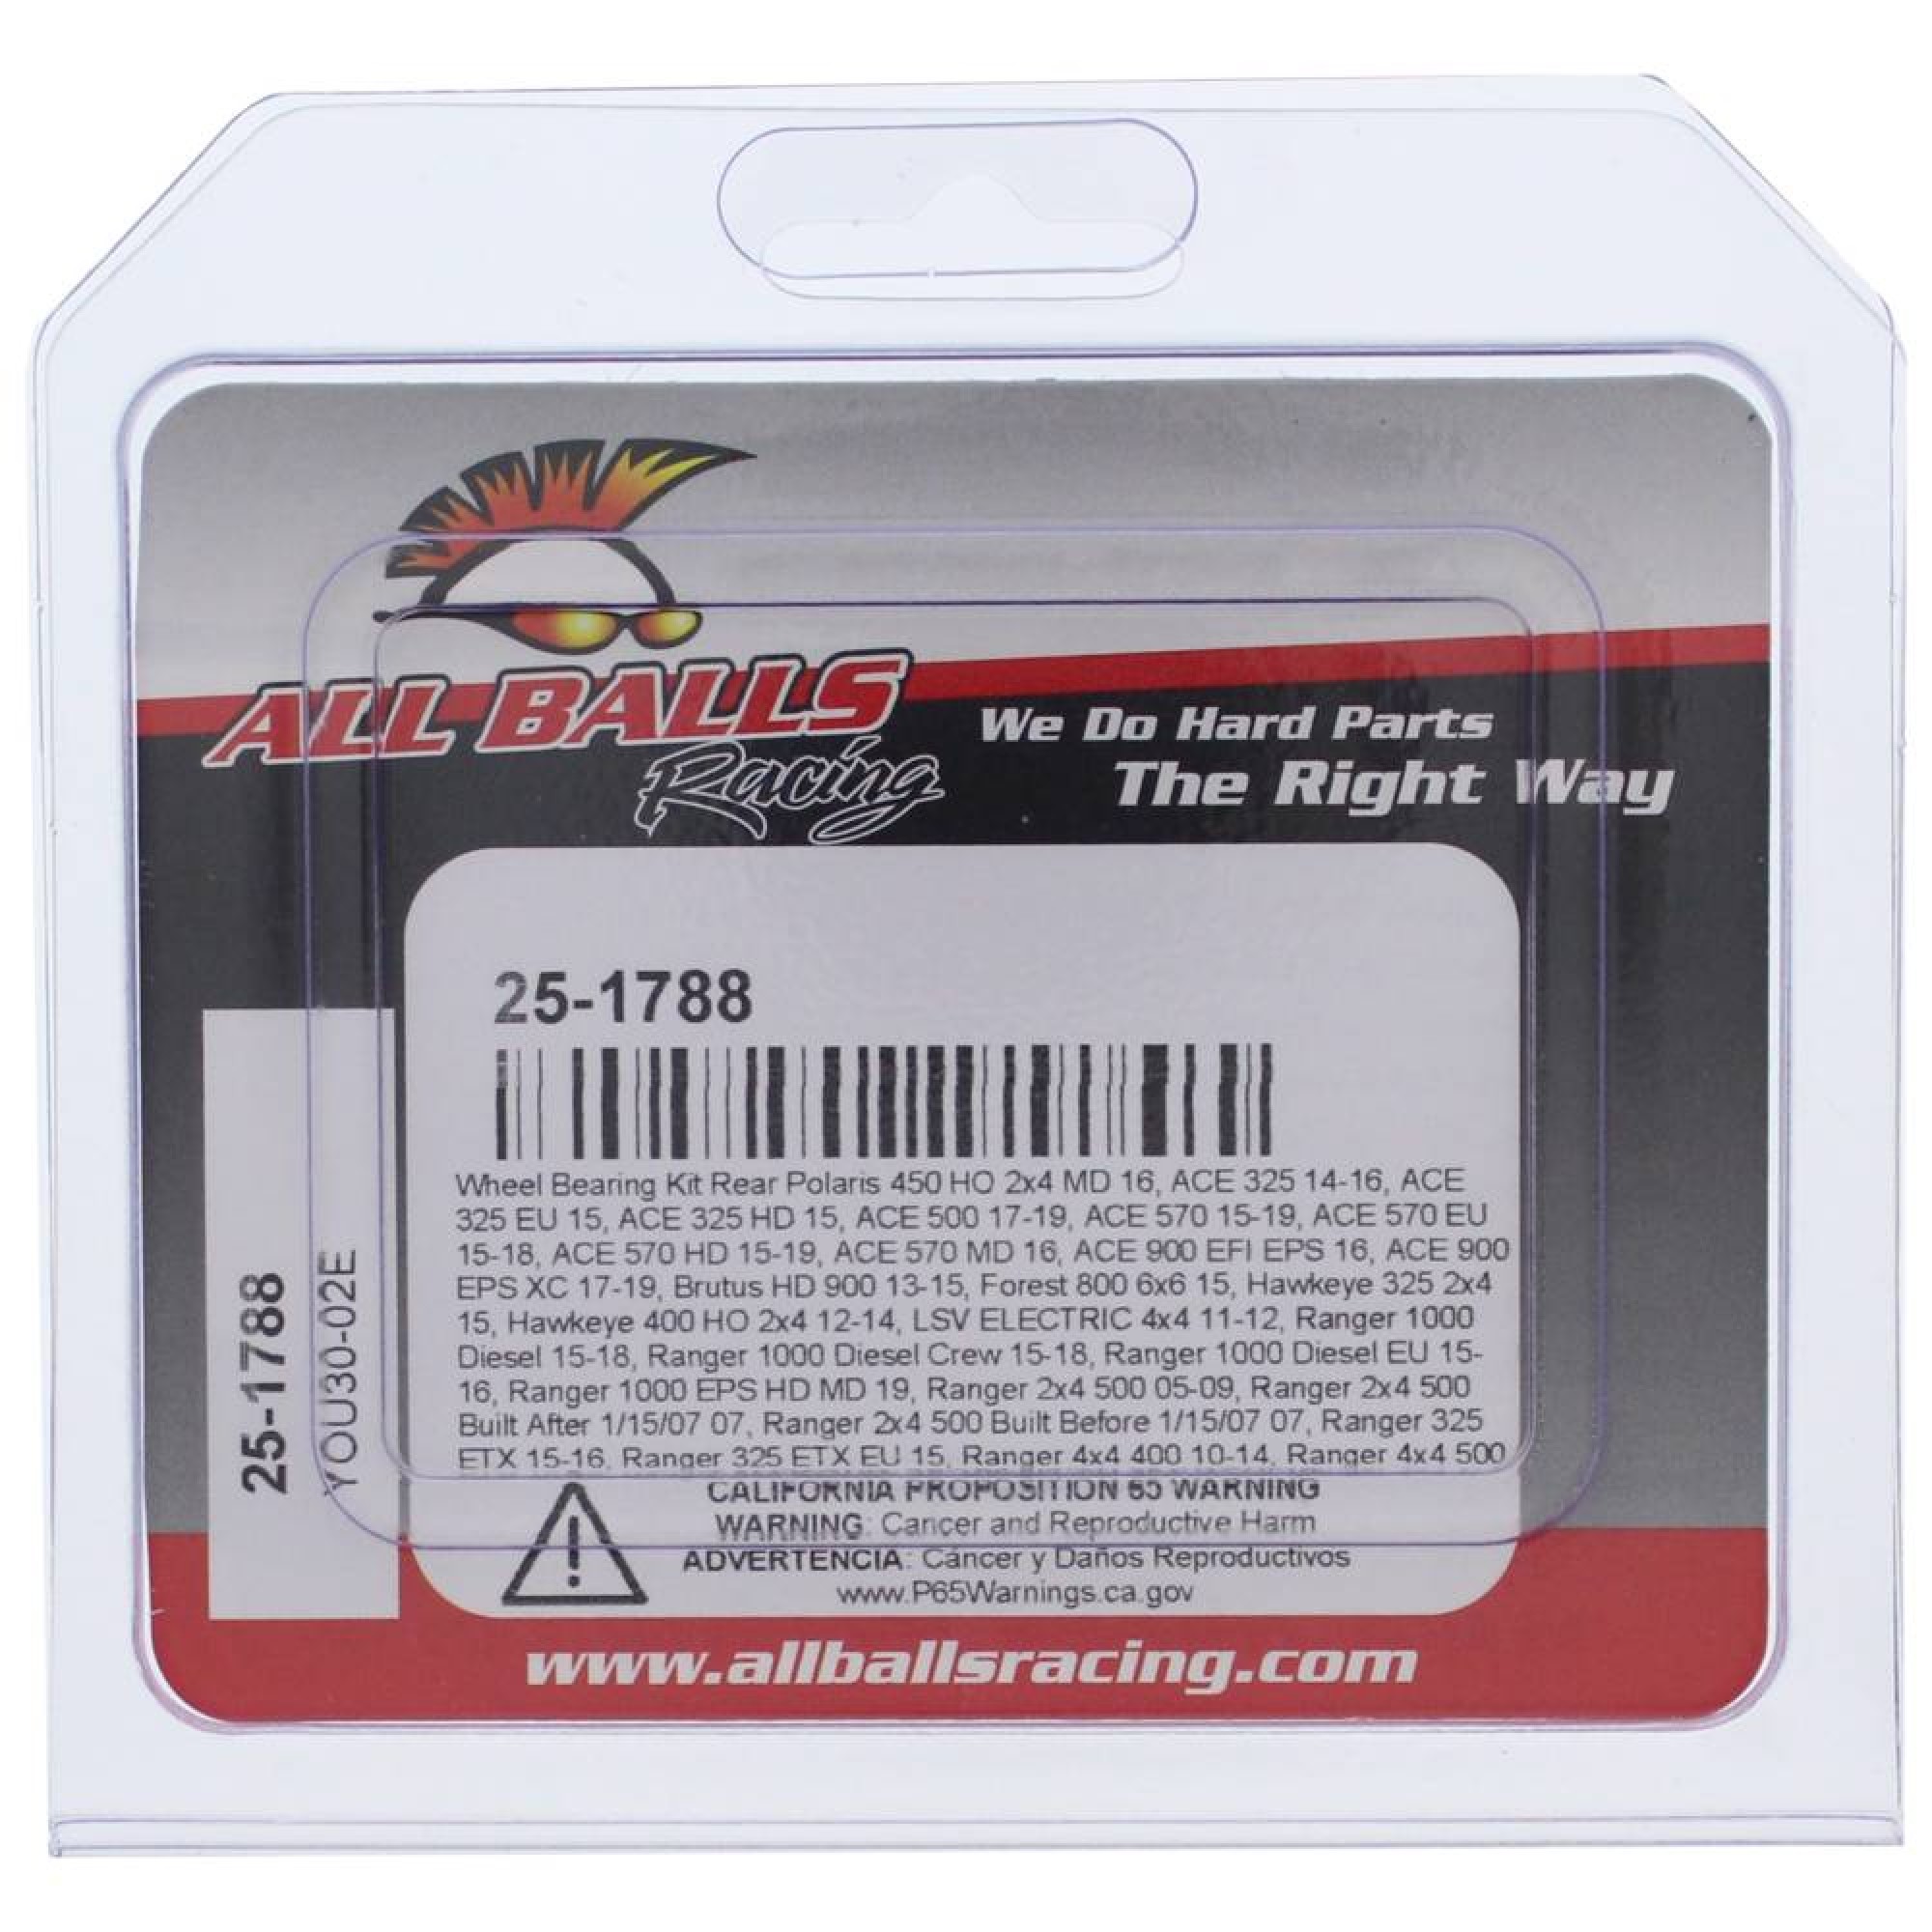 ALL BALLS
Racing
We Do Hard Parts
The Right Way
25-1788
Wheel Bearing Kit Rear Polaris 450 HO 2x4 MD 16, ACE 325 14-16, ACE
325 EU 15, ACE 325 HD 15, ACE 500 17-19, ACE 570 15-19, ACE 570 EU
15-18, ACE 570 HD 15-19, ACE 570 MD 16, ACE 900 EFI EPS 16, ACE 900
EPS XC 17-19, Brutus HD 900 13-15, Forest 800 6x6 15, Hawkeye 325 2x4
15, Hawkeye 400 HO 2x4 12-14, LSV ELECTRIC 4x4 11-12, Ranger 1000
Diesel 15-18, Ranger 1000 Diesel Crew 15-18, Ranger 1000 Diesel EU 15-
16, Ranger 1000 EPS HD MD 19, Ranger 2x4 500 05-09, Ranger 2x4 500
Built After 1/15/07 07, Ranger 2x4 500 Built Before 1/15/07 07, Ranger 325
ETX 15-16, Ranger 325 ETX EU 15, Ranger 4x4 400 10-14, Ranger 4x4 500
CALIFORNIA PROPOSITION 65 WARNING
WARNING: Cancer and Reproductive Harm
ADVERTENCIA: Cáncer y Daños Reproductivos
www.P65Warnings.ca.gov
25-1788
YOU30-02E
www.allballsracing.com